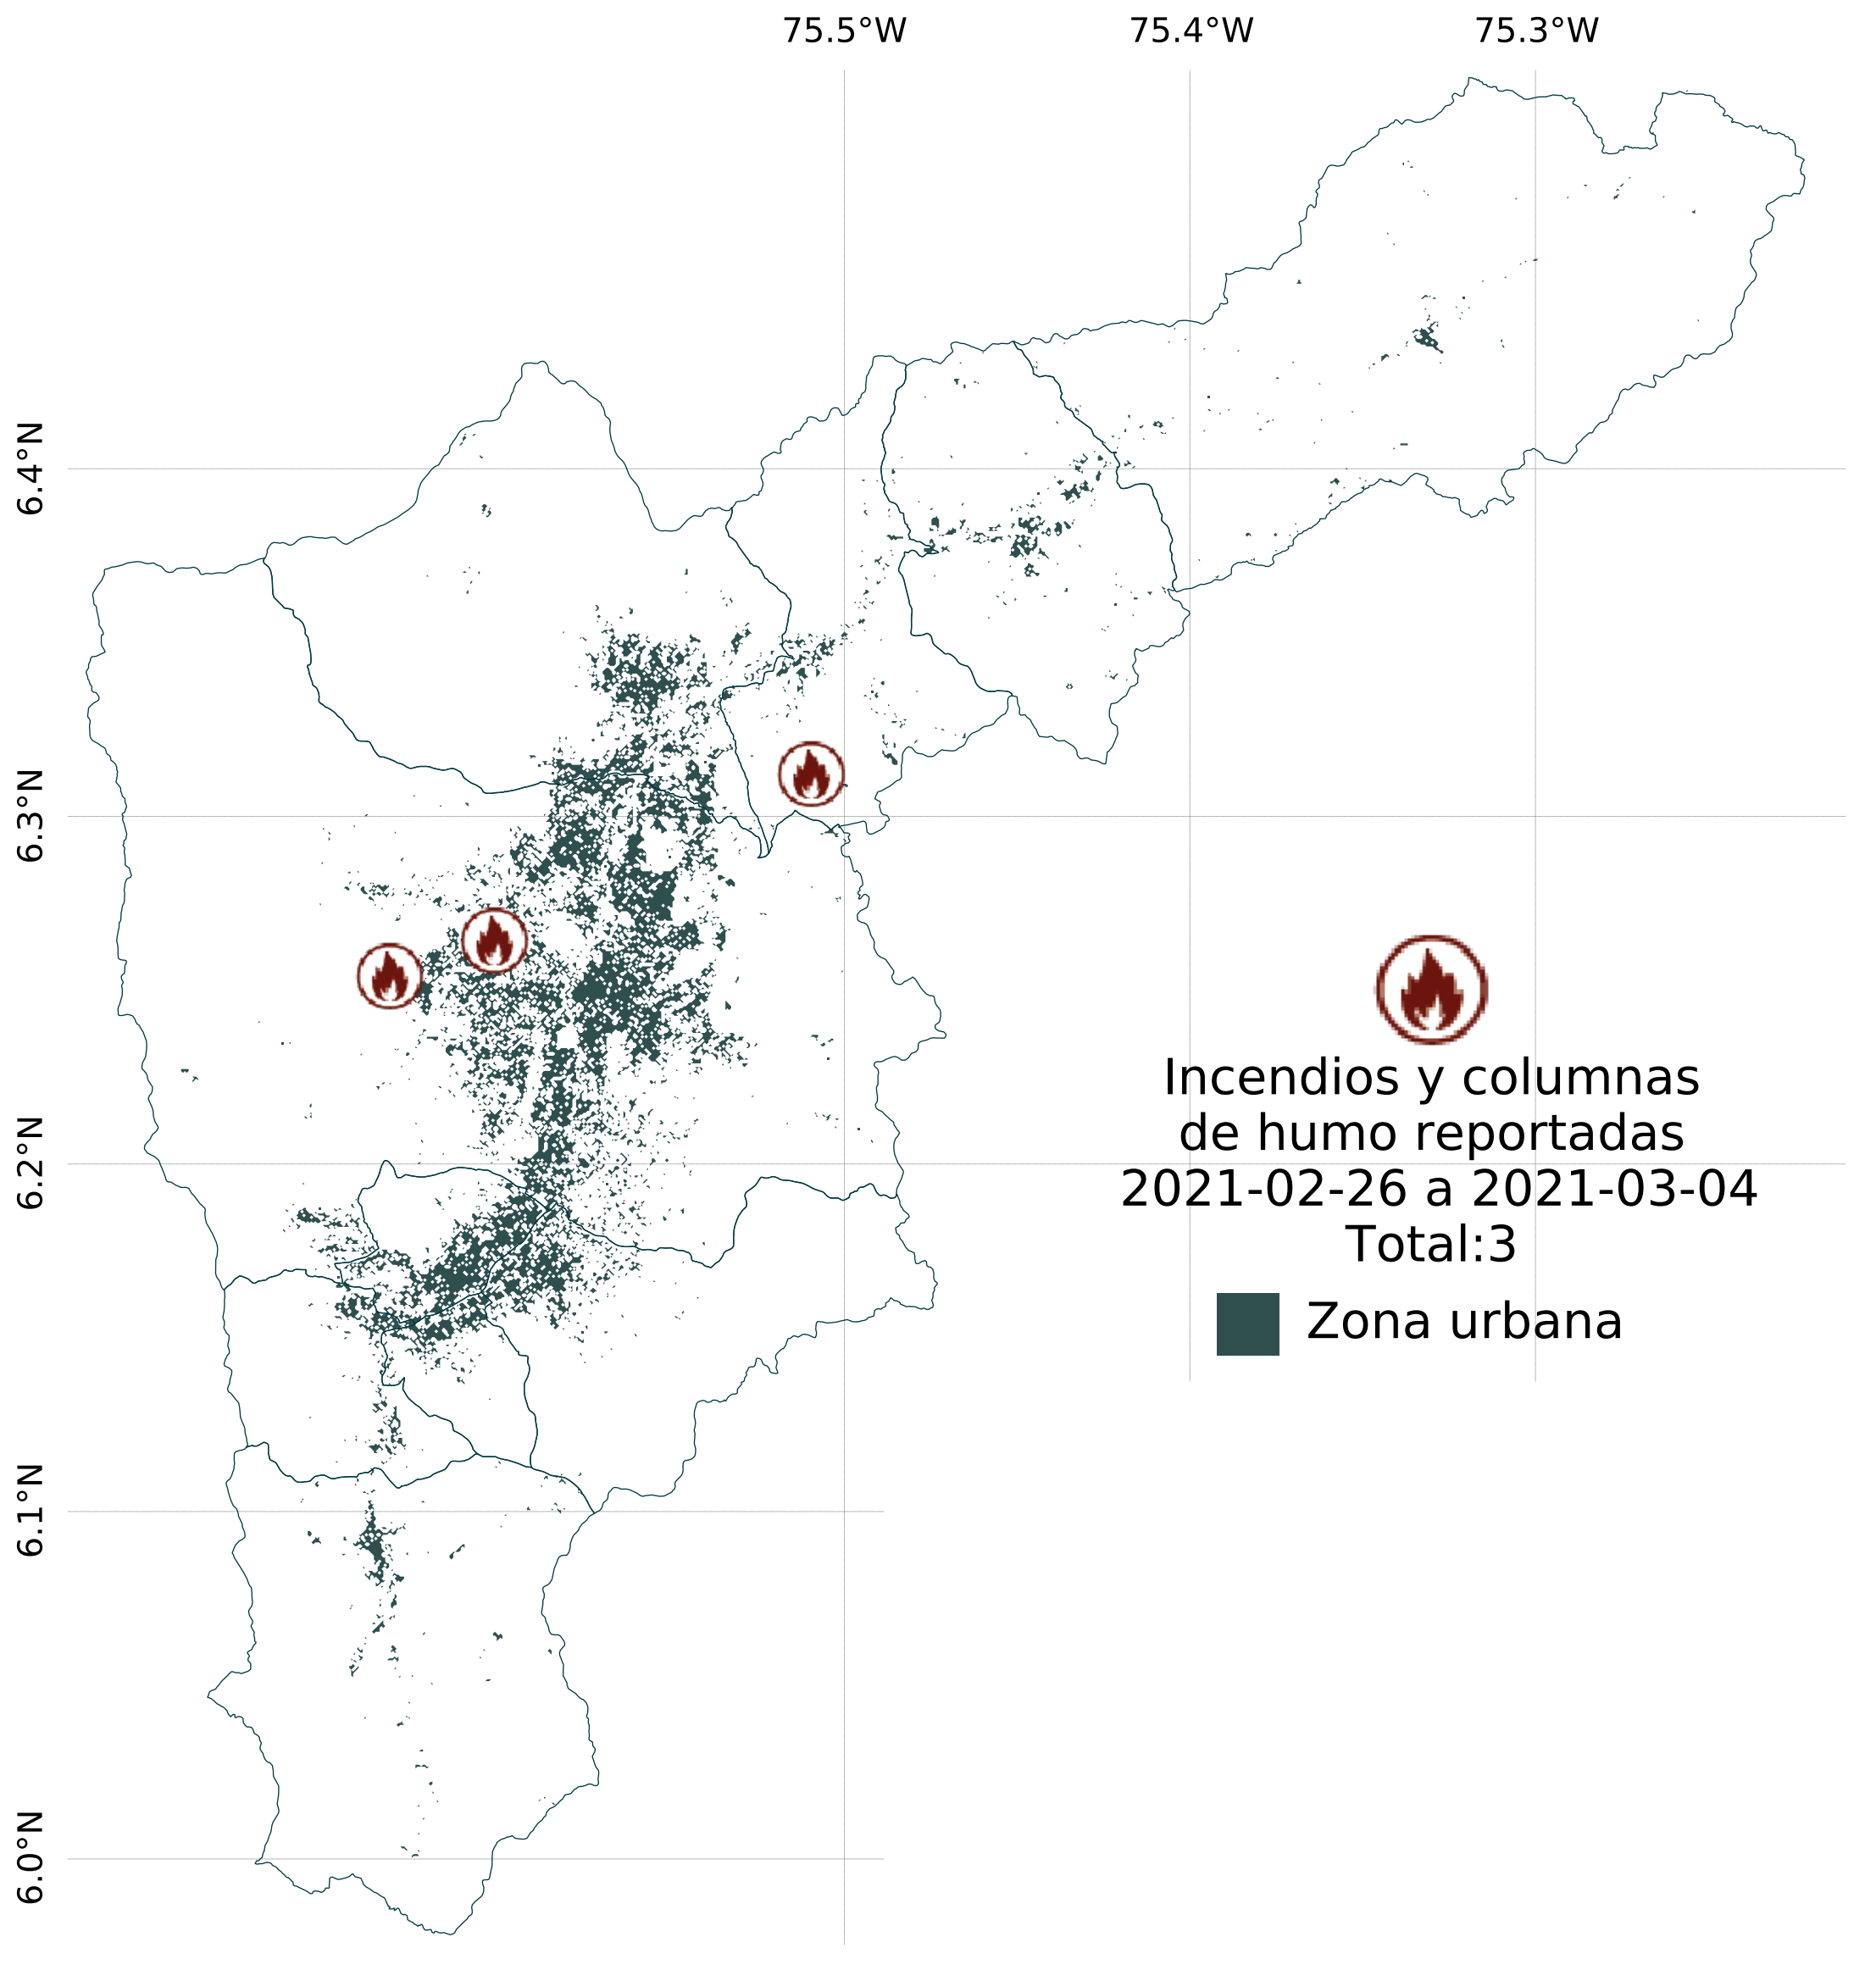 75.5°W 75.4°W 75.3°W
6.4°N
6.3°N
6.2°N
6.1°N
6.0°N
Incendios y columnas
de humo reportadas
2021-02-26 a 2021-03-04
Total:3
Zona urbana